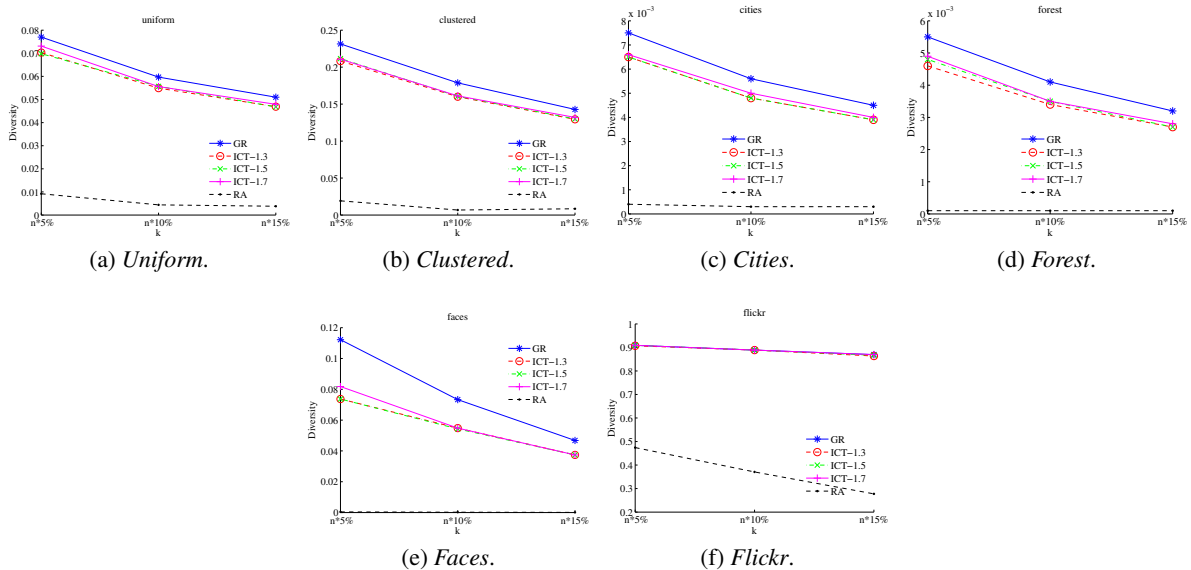 uniform
0.08
0.07
0.06
0.05
0.04
0.03
0.02
0.01
0
Diversity
n*5%
n*10%
n*15%
k
GR
ICT−1.3
ICT−1.5
ICT−1.7
RA
(a) Uniform.
clustered
0.25
0.2
0.15
0.1
0.05
0
Diversity
n*5%
n*10%
n*15%
k
GR
ICT−1.3
ICT−1.5
ICT−1.7
RA
(b) Clustered.
cities
x 10⁻³
8
7
6
5
4
3
2
1
0
Diversity
n*5%
n*10%
n*15%
k
GR
ICT−1.3
ICT−1.5
ICT−1.7
RA
(c) Cities.
forest
x 10⁻³
6
5
4
3
2
1
0
Diversity
n*5%
n*10%
n*15%
k
GR
ICT−1.3
ICT−1.5
ICT−1.7
RA
(d) Forest.
faces
0.12
0.1
0.08
0.06
0.04
0.02
0
Diversity
n*5%
n*10%
n*15%
k
GR
ICT−1.3
ICT−1.5
ICT−1.7
RA
(e) Faces.
flickr
1
0.9
0.8
0.7
0.6
0.5
0.4
0.3
0.2
Diversity
n*5%
n*10%
n*15%
k
GR
ICT−1.3
ICT−1.5
ICT−1.7
RA
(f) Flickr.